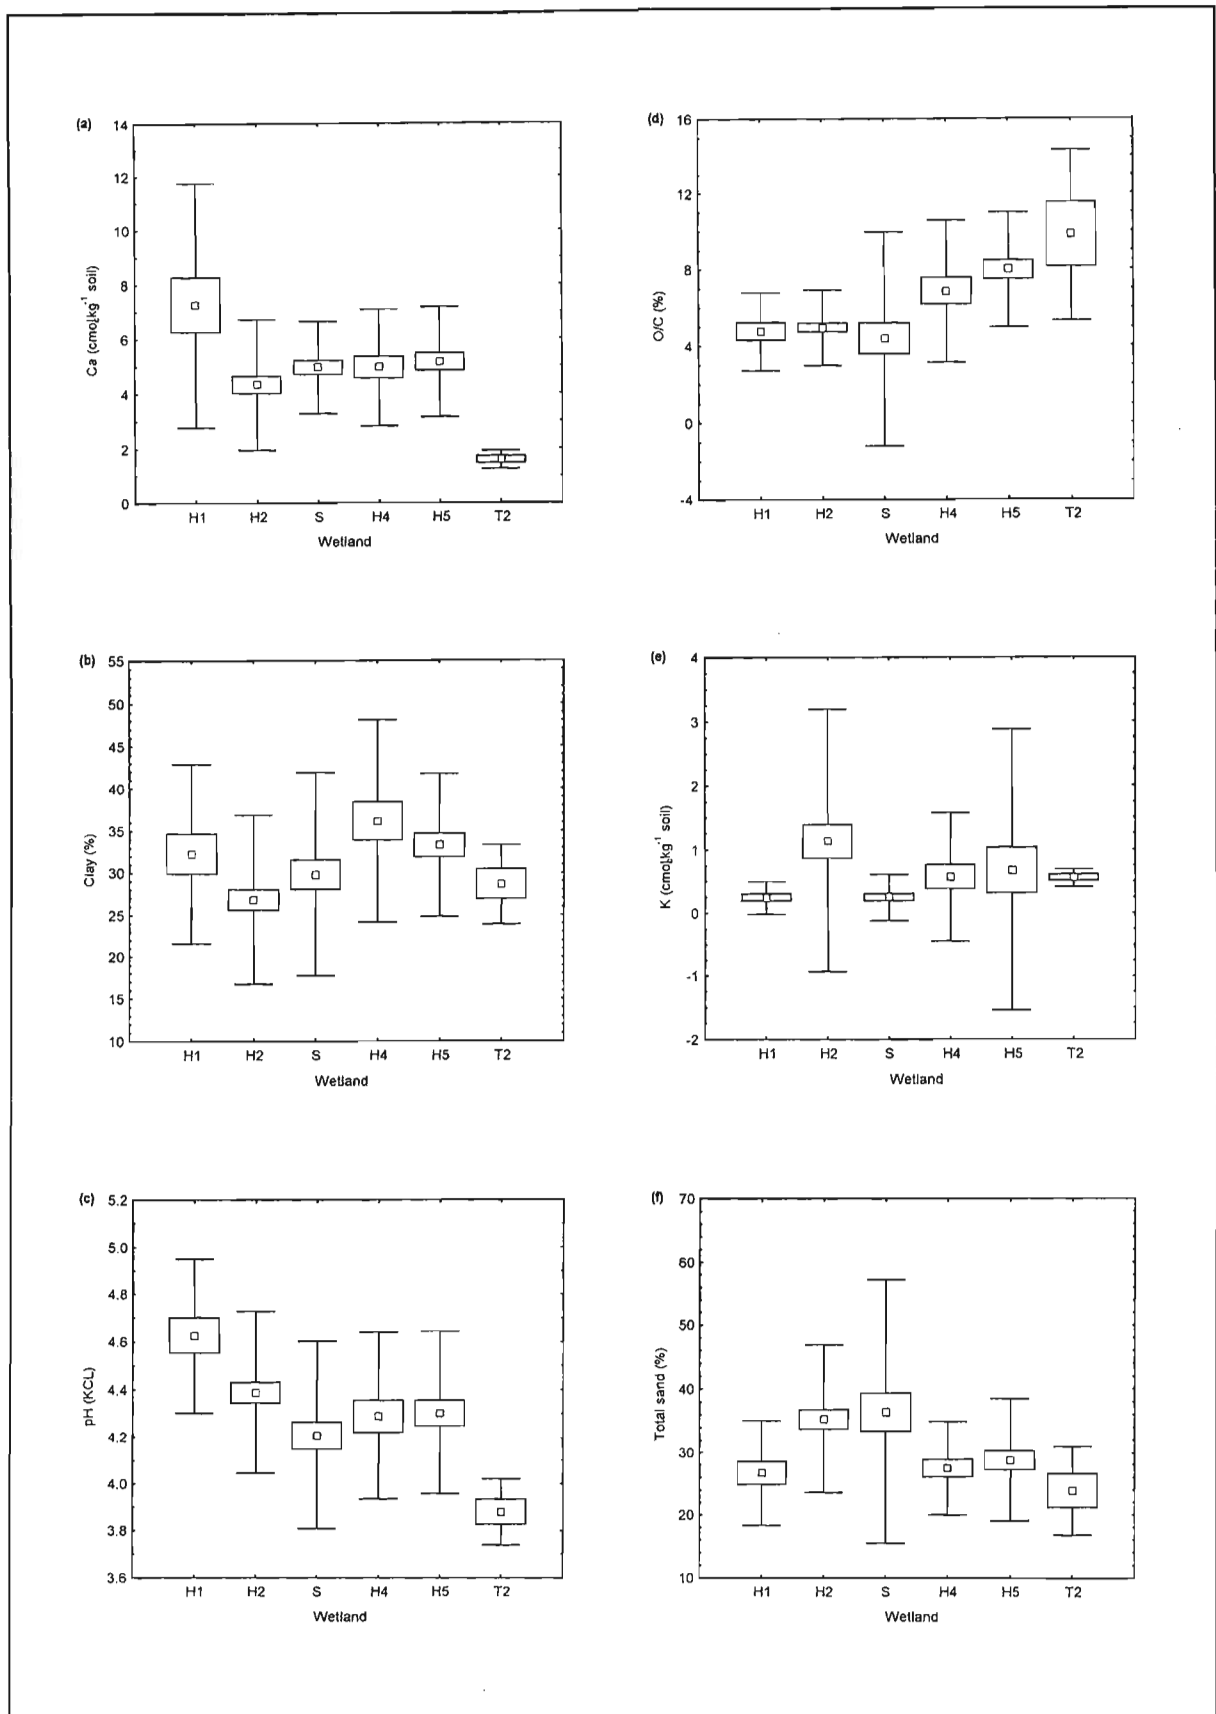 (a)
14
12
10
8
6
4
2
0
Ca (cmolckg-1 soil)
H1 H2 S H4 H5 T2
Wetland
(d)
16
12
8
4
0
-4
O/C (%)
H1 H2 S H4 H5 T2
Wetland
(b)
55
50
45
40
35
30
25
20
15
10
Clay (%)
H1 H2 S H4 H5 T2
Wetland
(e)
4
3
2
1
0
-1
-2
K (cmolckg-1 soil)
H1 H2 S H4 H5 T2
Wetland
(c)
5.2
5.0
4.8
4.6
4.4
4.2
4.0
3.8
3.6
pH (KCL)
H1 H2 S H4 H5 T2
Wetland
(f)
70
60
50
40
30
20
10
Total sand (%)
H1 H2 S H4 H5 T2
Wetland